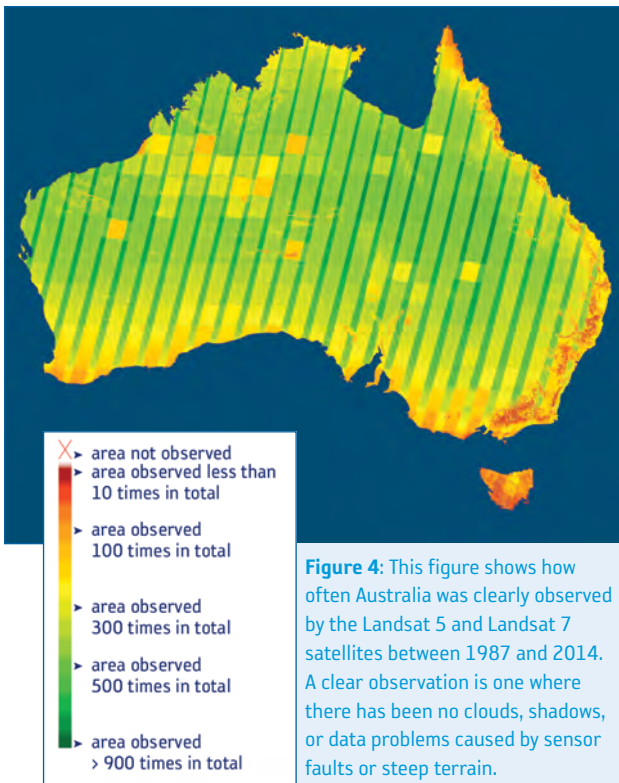 area not observed
area observed less than
10 times in total
area observed
100 times in total
area observed
300 times in total
area observed
500 times in total
area observed
> 900 times in total
Figure 4: This figure shows how
often Australia was clearly observed
by the Landsat 5 and Landsat 7
satellites between 1987 and 2014.
A clear observation is one where
there has been no clouds, shadows,
or data problems caused by sensor
faults or steep terrain.